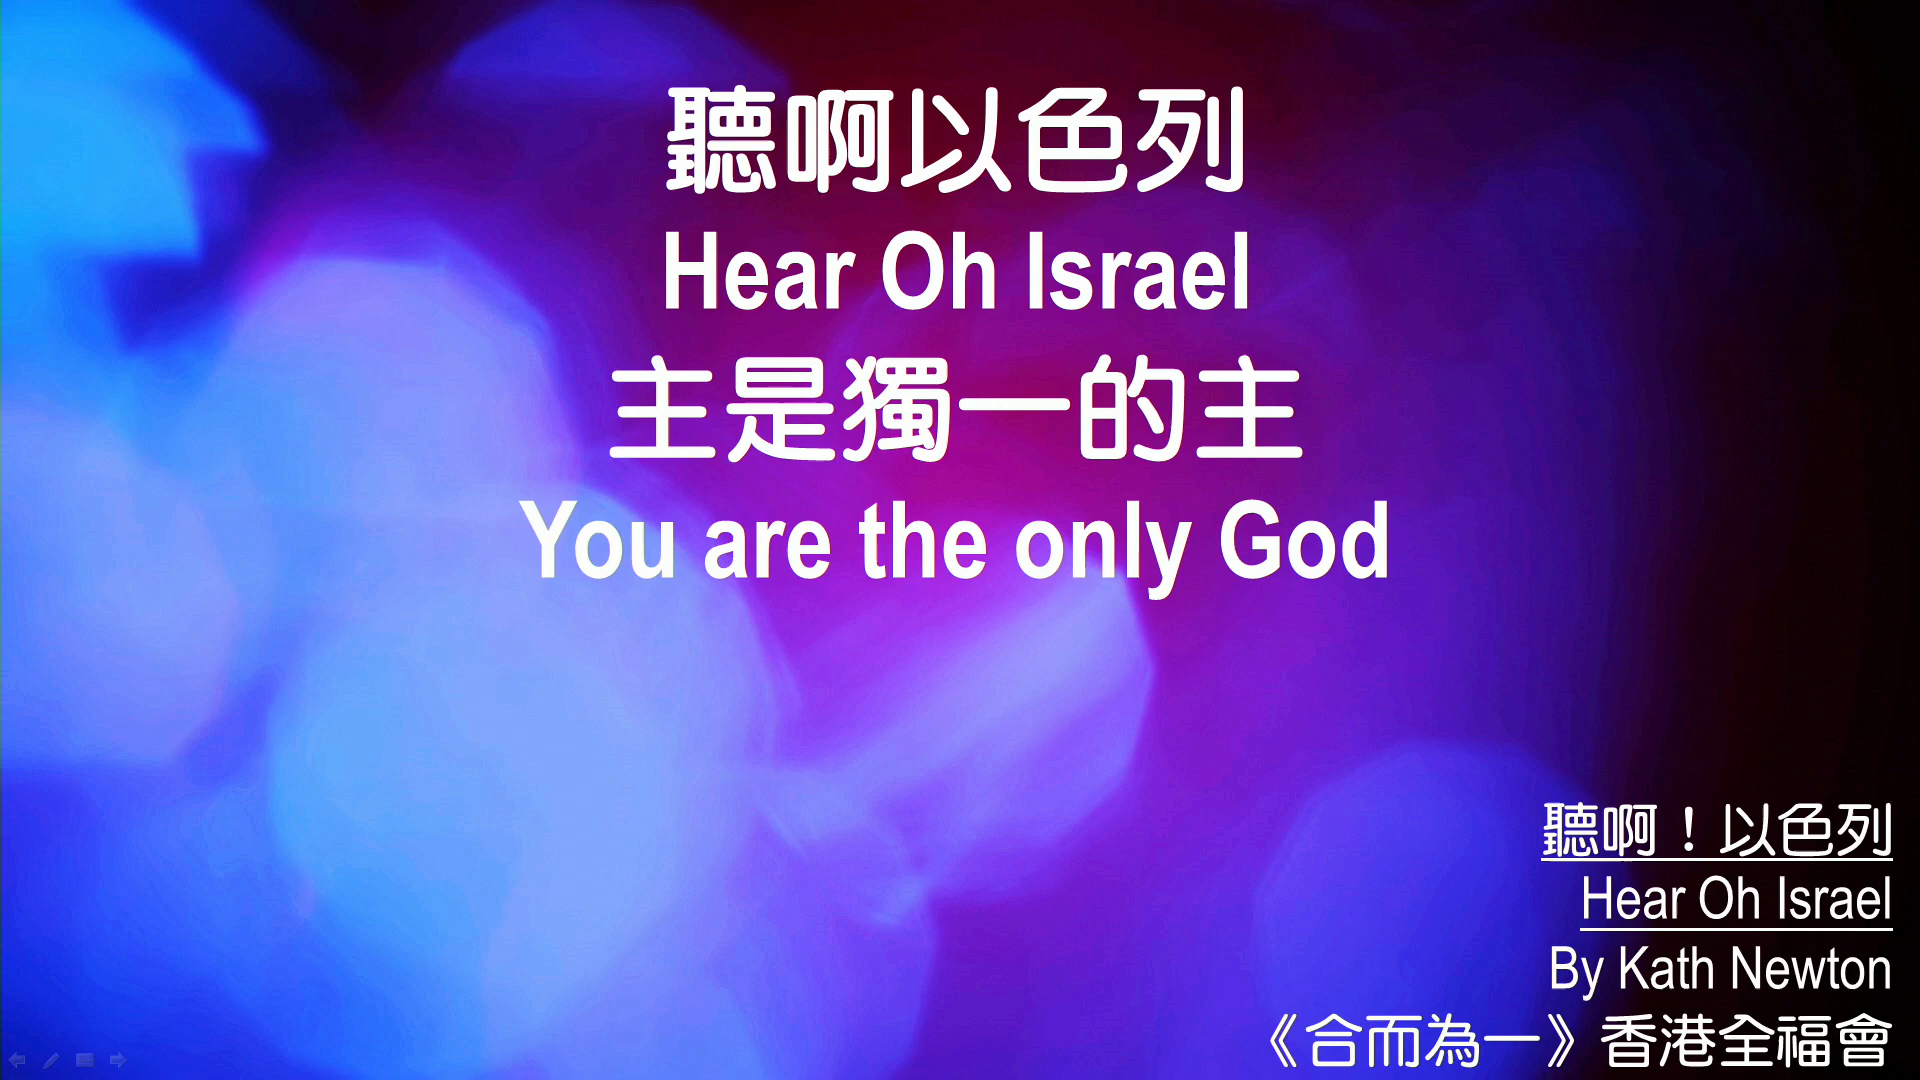 聽啊以色列
Hear Oh Israel
主是獨一的主
You are the only God
聽啊！以色列
Hear Oh Israel
By Kath Newton
《合而為一》香港全福會